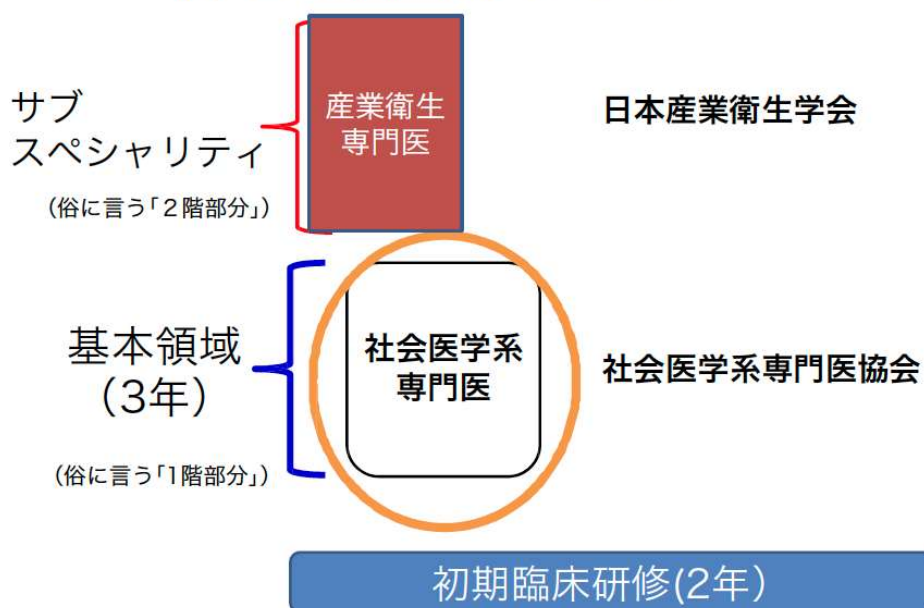 サブ
スペシャリティ
（俗に言う「２階部分」）
産業衛生
専門医
日本産業衛生学会
基本領域
（3年）
（俗に言う「1階部分」）
社会医学系
専門医
社会医学系専門医協会
初期臨床研修(2年）